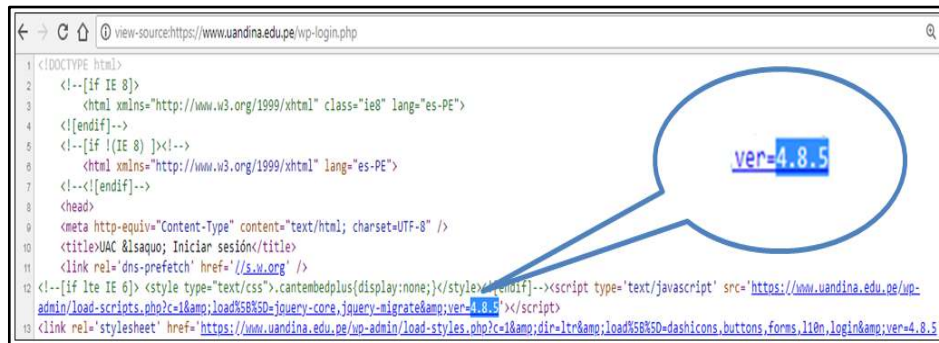 view-source:https://www.uandina.edu.pe/wp-login.php
1 <!DOCTYPE html>
2 <!--[if IE 8]>
3 <html xmlns="http://www.w3.org/1999/xhtml" class="ie8" lang="es-PE">
4 <![endif]-->
5 <!--[if !(IE 8) ]><!-->
6 <html xmlns="http://www.w3.org/1999/xhtml" lang="es-PE">
7 <!--<![endif]-->
8 <head>
9 <meta http-equiv="Content-Type" content="text/html; charset=UTF-8" />
10 <title>UAC &lsaquo; Iniciar sesión</title>
11 <link rel='dns-prefetch' href='//s.w.org' />
12 <!--[if lte IE 6]> <style type="text/css">.cantembedplus{display:none;}</style><![endif]--><script type='text/javascript' src='https://www.uandina.edu.pe/wp-
admin/load-scripts.php?c=1&amp;load%5B%5D=jquery-core,jquery-migrate&amp;ver=4.8.5'></script>
13 <link rel='stylesheet' href='https://www.uandina.edu.pe/wp-admin/load-styles.php?c=1&amp;dir=ltr&amp;load%5B%5D=dashicons,buttons,forms,l10n,login&amp;ver=4.8.5
ver=4.8.5